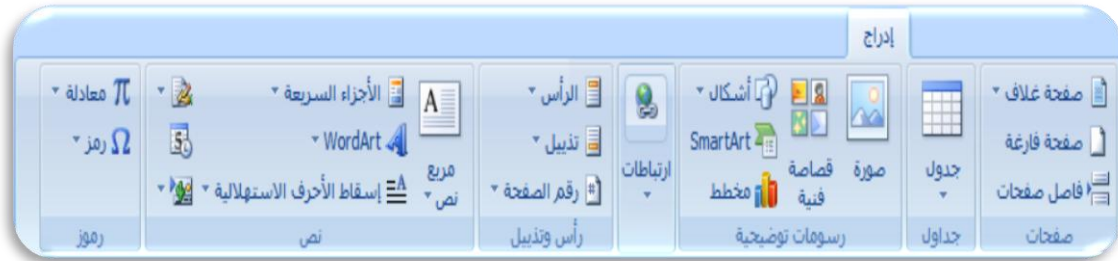 إدراج
صفحة غلاف
صفحة فارغة
فاصل صفحات
صفحات
جدول
جداول
صورة
قصاصة
فنية
أشكال
SmartArt
مخطط
رسومات توضيحية
ارتباطات
الرأس
تذييل
رقم الصفحة
رأس وتذييل
مربع
نص
الأجزاء السريعة
WordArt
إسقاط الأحرف الاستهلالية
نص
معادلة
رمز
رموز